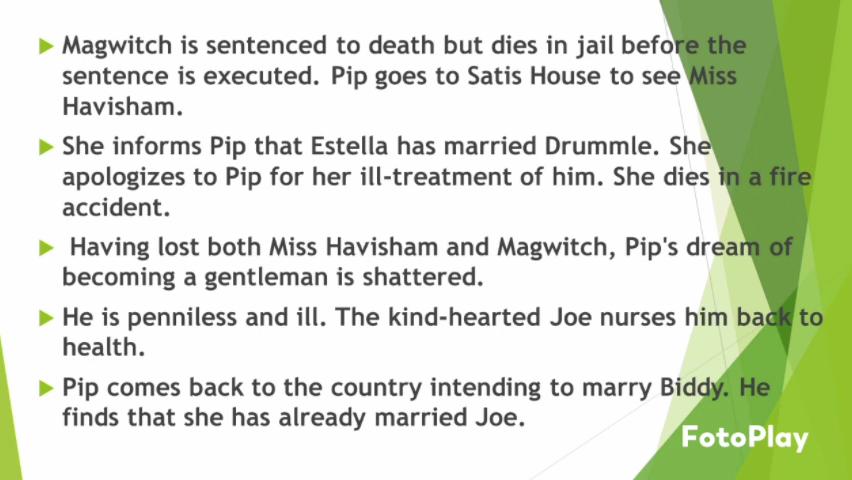 Magwitch is sentenced to death but dies in jail before the
sentence is executed. Pip goes to Satis House to see Miss
Havisham.
She informs Pip that Estella has married Drummle. She
apologizes to Pip for her ill-treatment of him. She dies in a fire
accident.
Having lost both Miss Havisham and Magwitch, Pip's dream of
becoming a gentleman is shattered.
He is penniless and ill. The kind-hearted Joe nurses him back to
health.
Pip comes back to the country intending to marry Biddy. He
finds that she has already married Joe.
FotoPlay